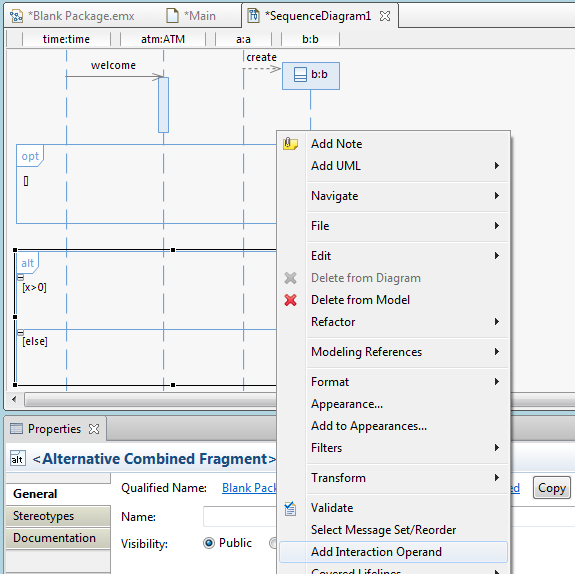 *Blank Package.emx
*Main
*SequenceDiagram1
time:time
atm:ATM
a:a
b:b
welcome
create
b:b
opt
[]
alt
[x>0]
[else]
Add Note
Add UML
Navigate
File
Edit
Delete from Diagram
Delete from Model
Refactor
Modeling References
Format
Appearance...
Add to Appearances...
Filters
Transform
Validate
Select Message Set/Reorder
Add Interaction Operand
Covered Lifelines
Properties
alt
<Alternative Combined Fragment>
General
Stereotypes
Documentation
Qualified Name:
Blank Pack
Copy
Name:
Visibility:
Public